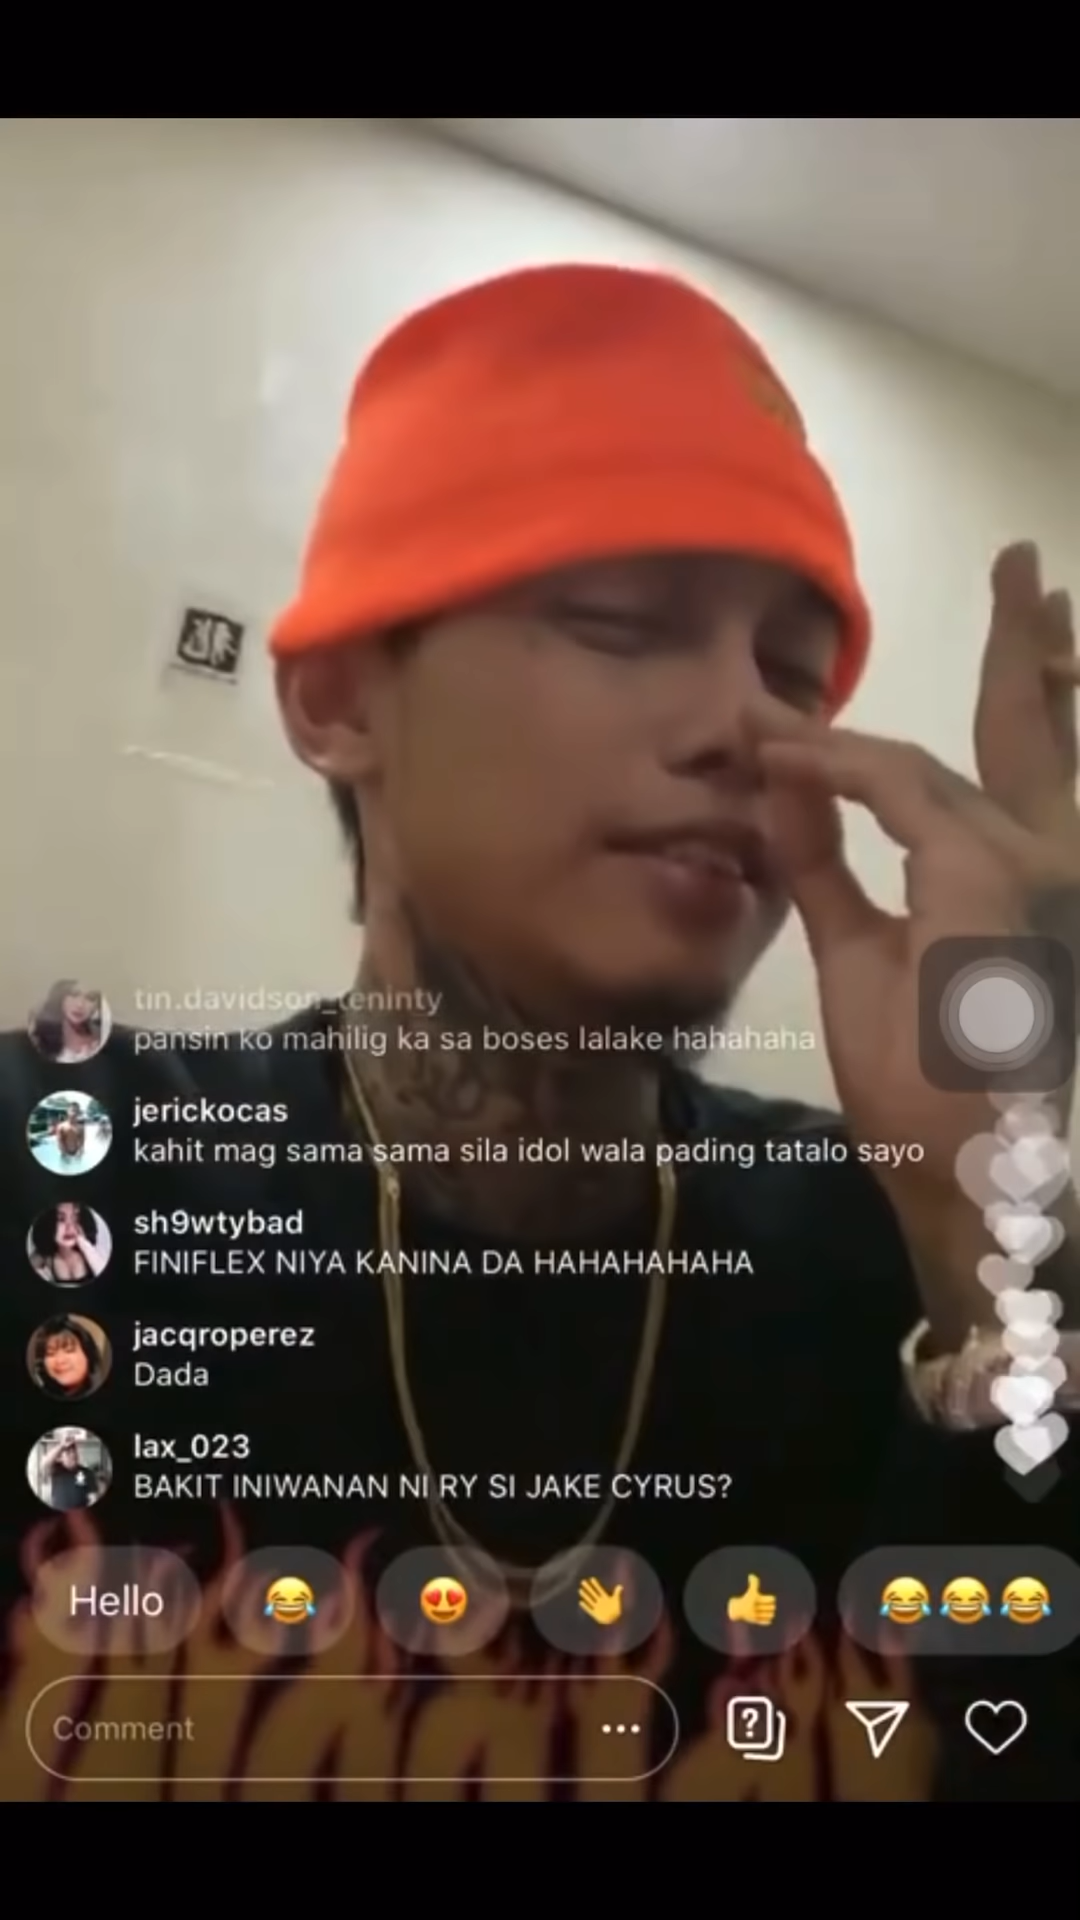 tin.davidson_teninty
pansin ko mahilig ka sa boses lalake hahahaha
jerickocas
kahit mag sama sama sila idol wala pading tatalo sayo
sh9wtybad
FINIFLEX NIYA KANINA DA HAHAHAHAHA
jacqroperez
Dada
lax_023
BAKIT INIWANAN NI RY SI JAKE CYRUS?
Hello
Comment